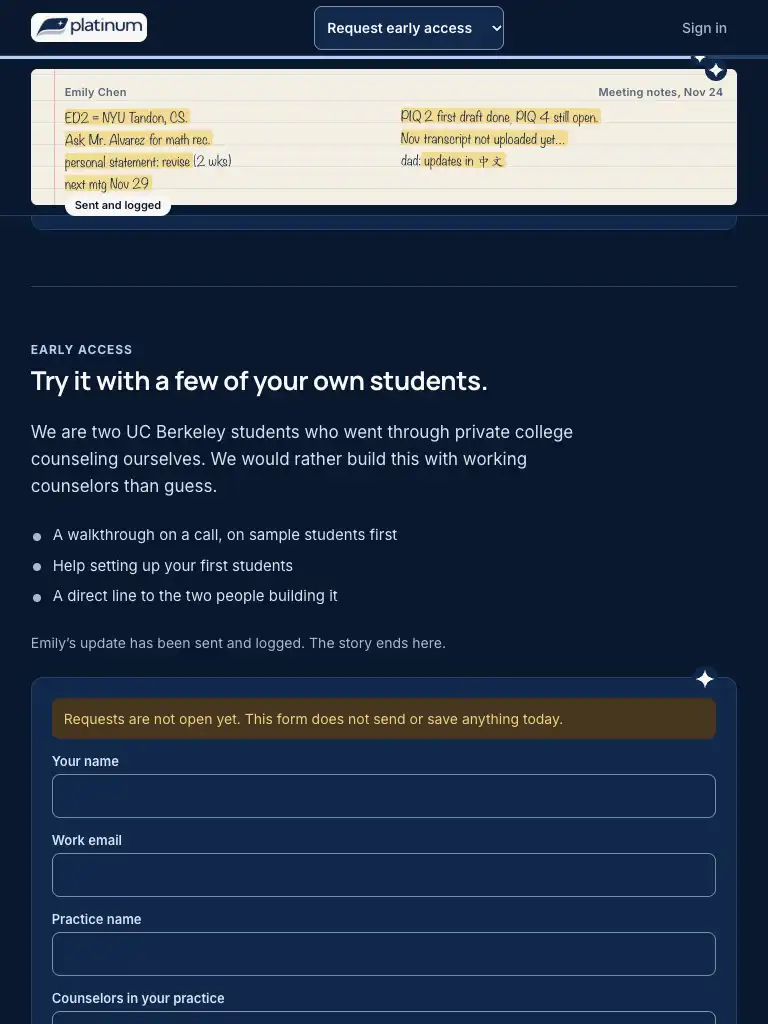 platinum
Request early access
Sign in
Emily Chen
Meeting notes, Nov 24
ED2 = NYU Tandon, CS.
Ask Mr. Alvarez for math rec.
personal statement: revise (2 wks)
next mtg Nov 29
PIQ 2 first draft done, PIQ 4 still open.
Nov transcript not uploaded yet...
dad: updates in 中文
Sent and logged
EARLY ACCESS
Try it with a few of your own students.
We are two UC Berkeley students who went through private college
counseling ourselves. We would rather build this with working
counselors than guess.
A walkthrough on a call, on sample students first
Help setting up your first students
A direct line to the two people building it
Emily’s update has been sent and logged. The story ends here.
Requests are not open yet. This form does not send or save anything today.
Your name
Work email
Practice name
Counselors in your practice